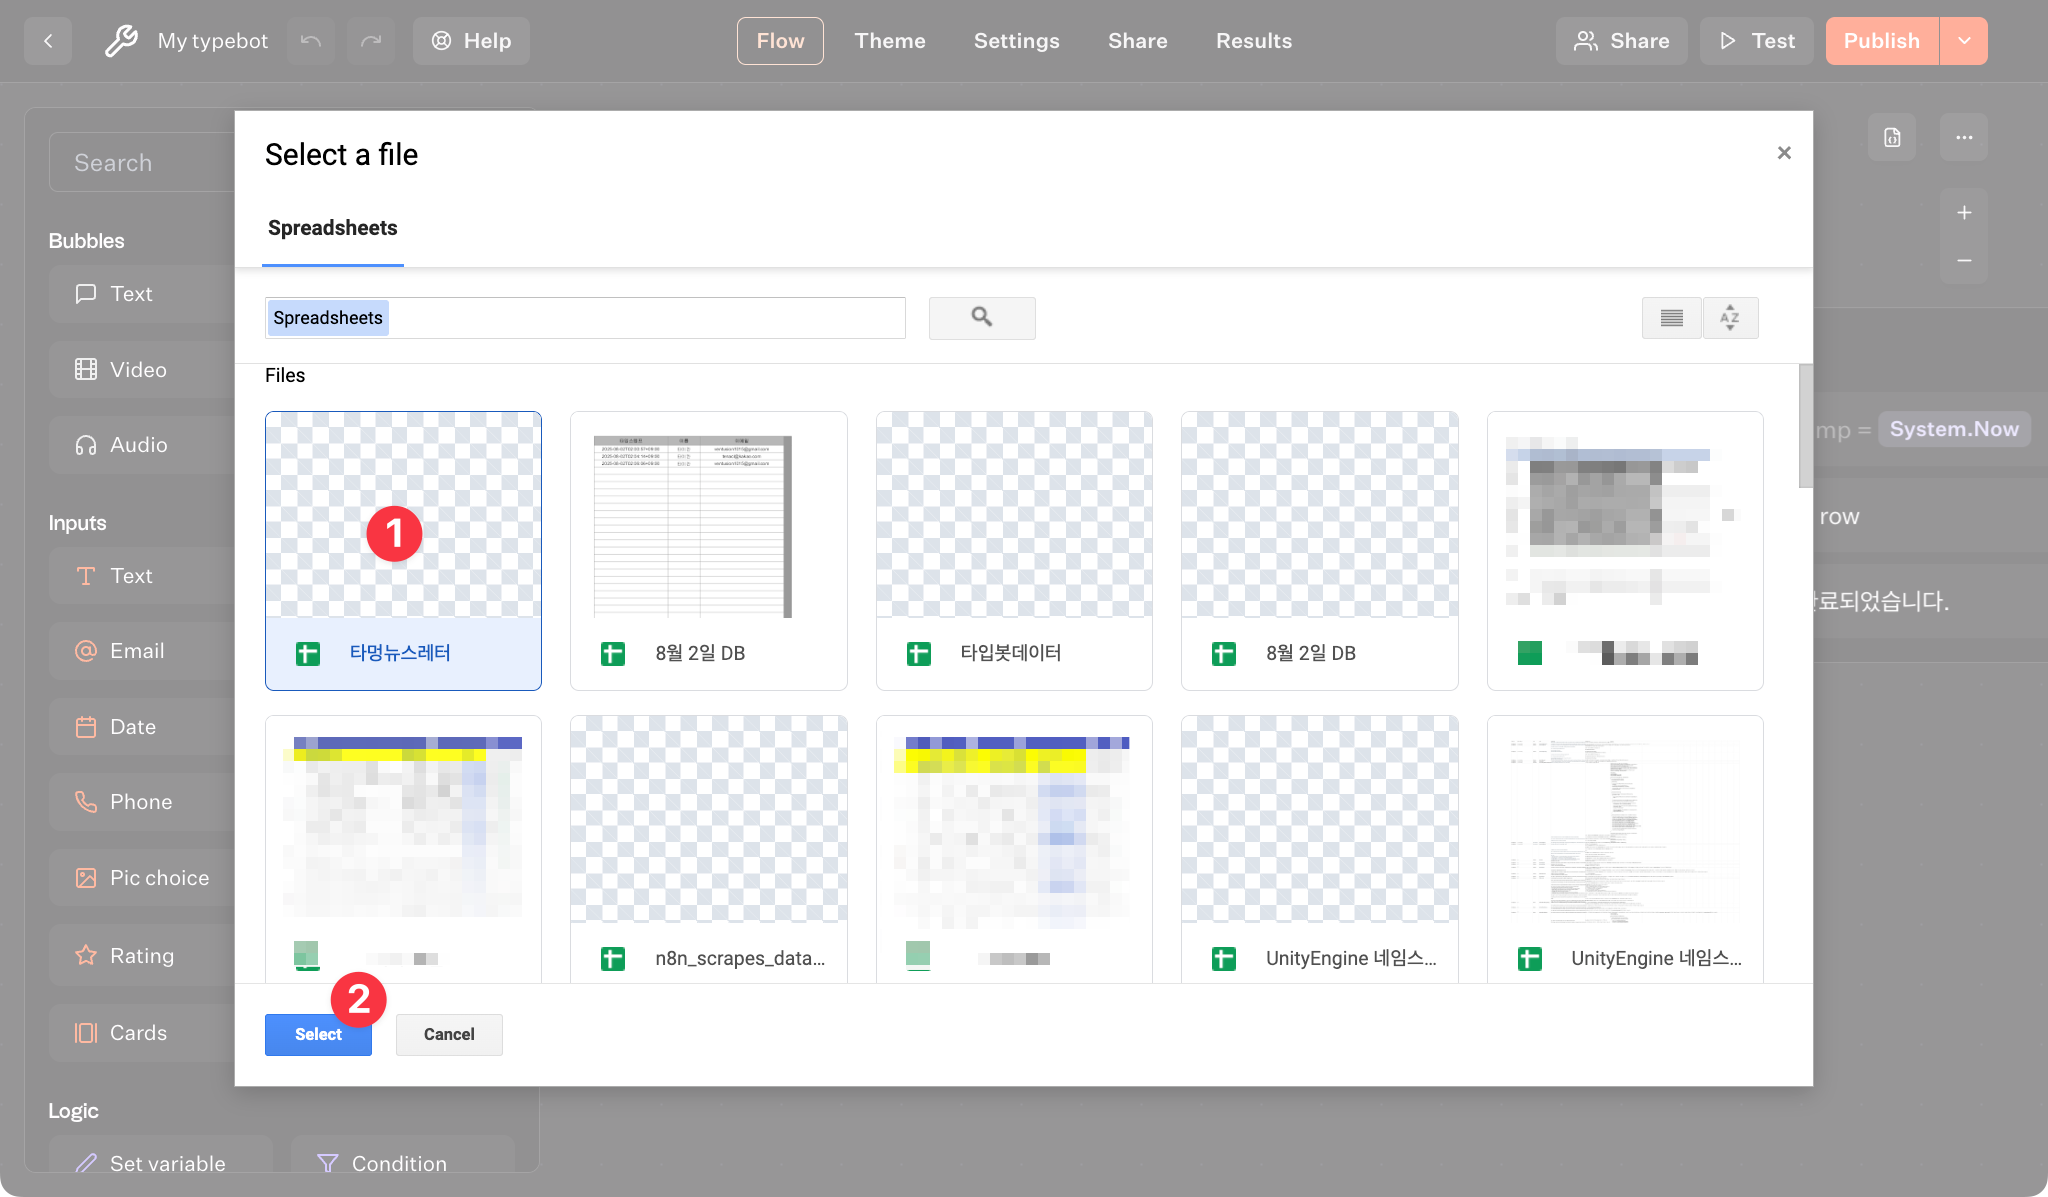 My typebot
Help
Flow
Theme
Settings
Share
Results
Share
Test
Publish
Search
Select a file
×
Spreadsheets
Bubbles
Text
Spreadsheets
AZ
Video
Files
Audio
mp = System.Now
Inputs
1
row
Text
료되었습니다.
Email
타멍뉴스레터
8월 2일 DB
타입봇데이터
8월 2일 DB
Date
Phone
Pic choice
Rating
n8n_scrapes_data...
UnityEngine 네임스...
UnityEngine 네임스...
2
Cards
Select
Cancel
Logic
Set variable
Condition